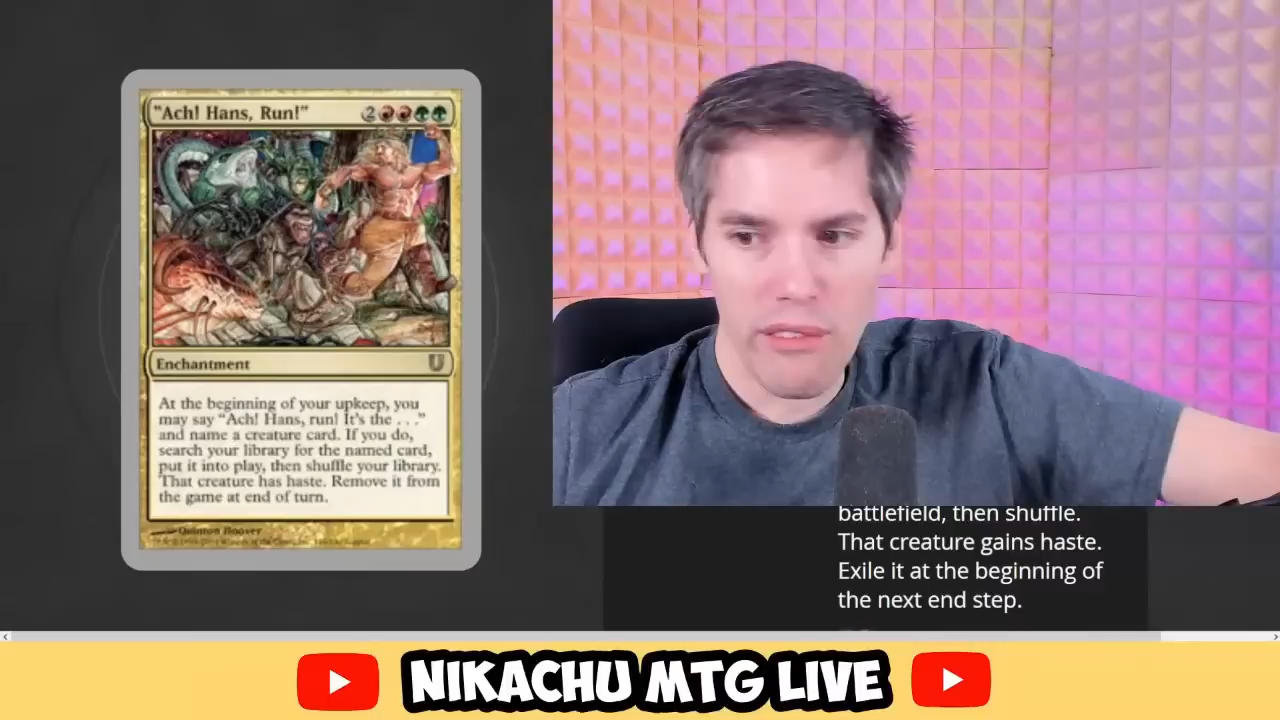 "Ach! Hans, Run!" 2
Enchantment
At the beginning of your upkeep, you
may say "Ach! Hans, run! It's the . . ."
and name a creature card. If you do,
search your library for the named card,
put it into play, then shuffle your library.
That creature has haste. Remove it from
the game at end of turn.
Quinton Hoover
battlefield, then shuffle.
That creature gains haste.
Exile it at the beginning of
the next end step.
NIKACHU MTG LIVE